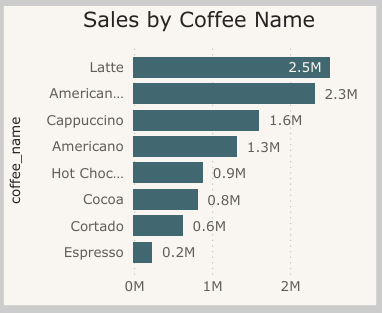 Sales by Coffee Name
coffee_name
Latte 2.5M
American… 2.3M
Cappuccino 1.6M
Americano 1.3M
Hot Choc… 0.9M
Cocoa 0.8M
Cortado 0.6M
Espresso 0.2M
0M 1M 2M